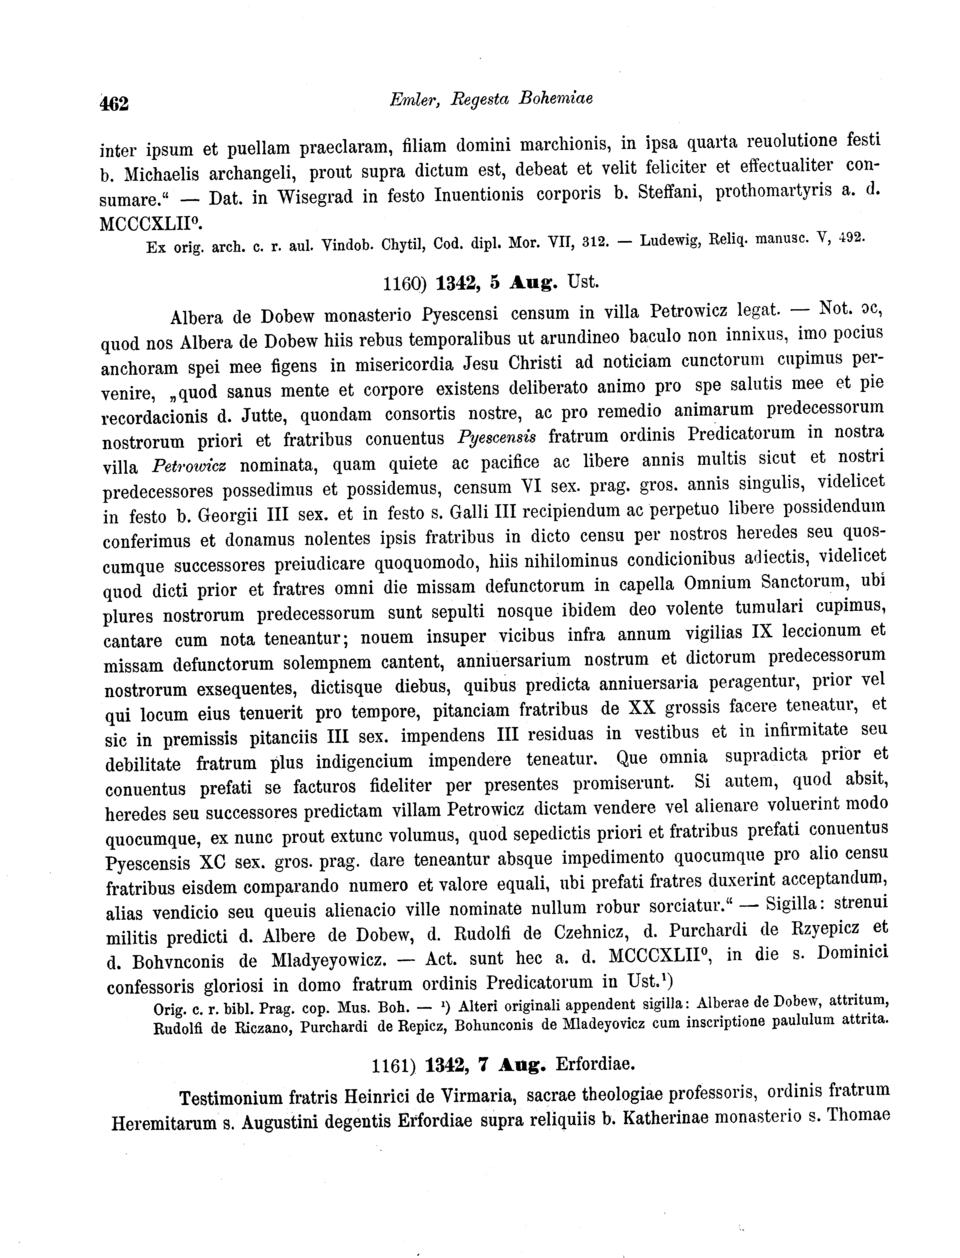 462
Emler, Regesta Bohemiae
inter ipsum et puellam praeclaram, filiam domini marchionis, in ipsa quarta reuolutione festi
b. Michaelis archangeli, prout supra dictum est, debeat et velit feliciter et effectualiter con-
sumare.“ — Dat. in Wisegrad in festo Inuentionis corporis b. Steffani, prothomartyris a. d.
MCCCXLII⁰.
Ex orig. arch. c. r. aul. Vindob. Chytil, Cod. dipl. Mor. VII, 312. — Ludewig, Reliq. manusc. V, 492.
1160) 1342, 5 Aug. Ust.
Albera de Dobew monasterio Pyescensi censum in villa Petrowicz legat. — Not. ꝛc,
quod nos Albera de Dobew hiis rebus temporalibus ut arundineo baculo non innixus, imo pocius
anchoram spei mee figens in misericordia Jesu Christi ad noticiam cunctorum cupimus per-
venire, „quod sanus mente et corpore existens deliberato animo pro spe salutis mee et pie
recordacionis d. Jutte, quondam consortis nostre, ac pro remedio animarum predecessorum
nostrorum priori et fratribus conuentus Pyescensis fratrum ordinis Predicatorum in nostra
villa Petrowicz nominata, quam quiete ac pacifice ac libere annis multis sicut et nostri
predecessores possedimus et possidemus, censum VI sex. prag. gros. annis singulis, videlicet
in festo b. Georgii III sex. et in festo s. Galli III recipiendum ac perpetuo libere possidendum
conferimus et donamus nolentes ipsis fratribus in dicto censu per nostros heredes seu quos-
cumque successores preiudicare quoquomodo, hiis nihilominus condicionibus adiectis, videlicet
quod dicti prior et fratres omni die missam defunctorum in capella Omnium Sanctorum, ubi
plures nostrorum predecessorum sunt sepulti nosque ibidem deo volente tumulari cupimus,
cantare cum nota teneantur; nouem insuper vicibus infra annum vigilias IX leccionum et
missam defunctorum solempnem cantent, anniuersarium nostrum et dictorum predecessorum
nostrorum exsequentes, dictisque diebus, quibus predicta anniuersaria peragentur, prior vel
qui locum eius tenuerit pro tempore, pitanciam fratribus de XX grossis facere teneatur, et
sic in premissis pitanciis III sex. impendens III residuas in vestibus et in infirmitate seu
debilitate fratrum plus indigencium impendere teneatur. Que omnia supradicta prior et
conuentus prefati se facturos fideliter per presentes promiserunt. Si autem, quod absit,
heredes seu successores predictam villam Petrowicz dictam vendere vel alienare voluerint modo
quocumque, ex nunc prout extunc volumus, quod sepedictis priori et fratribus prefati conuentus
Pyescensis XC sex. gros. prag. dare teneantur absque impedimento quocumque pro alio censu
fratribus eisdem comparando numero et valore equali, ubi prefati fratres duxerint acceptandum,
alias vendicio seu queuis alienacio ville nominate nullum robur sorciatur.“ — Sigilla: strenui
militis predicti d. Albere de Dobew, d. Rudolfi de Czehnicz, d. Purchardi de Rzyepicz et
d. Bohvnconis de Mladyeyowicz. — Act. sunt hec a. d. MCCCXLII⁰, in die s. Dominici
confessoris gloriosi in domo fratrum ordinis Predicatorum in Ust.¹)
Orig. c. r. bibl. Prag. cop. Mus. Boh. — ¹) Alteri originali appendent sigilla: Alberae de Dobew, attritum,
Rudolfi de Riczano, Purchardi de Repicz, Bohunconis de Mladeyovicz cum inscriptione paululum attrita.
1161) 1342, 7 Aug. Erfordiae.
Testimonium fratris Heinrici de Virmaria, sacrae theologiae professoris, ordinis fratrum
Heremitarum s. Augustini degentis Erfordiae supra reliquiis b. Katherinae monasterio s. Thomae